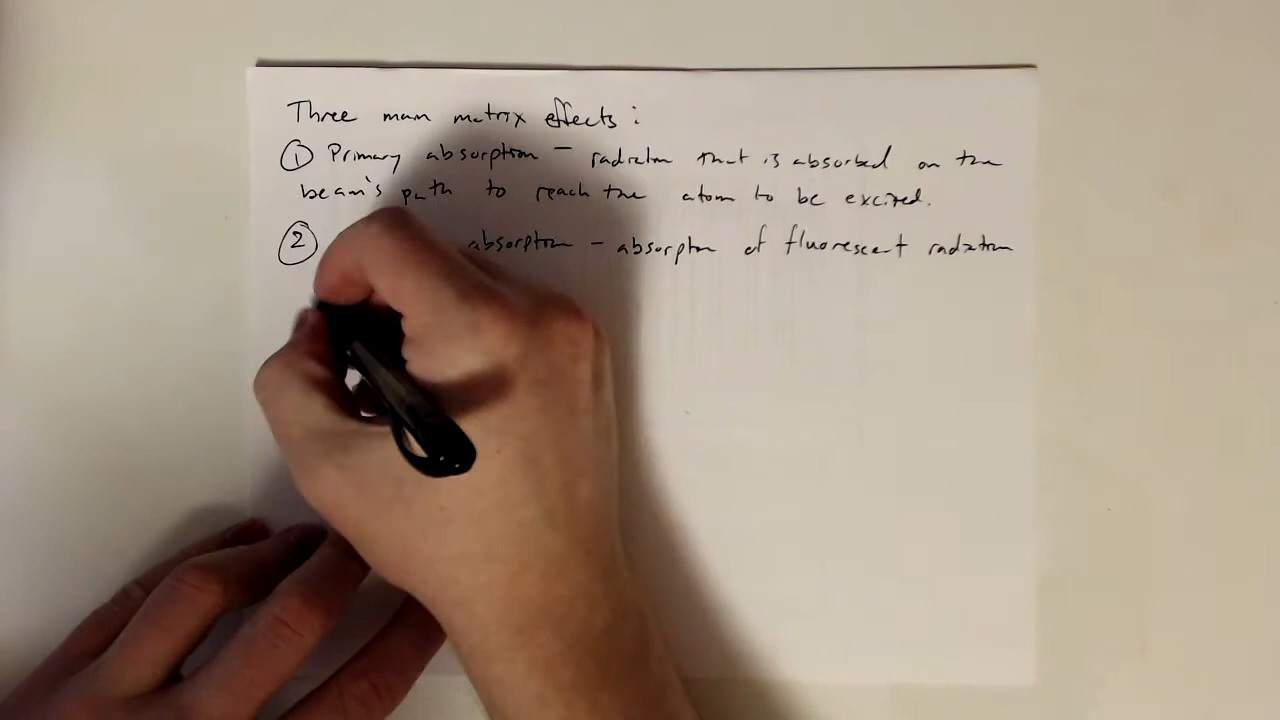 Three main matrix effects:
① Primary absorption – radiation that is absorbed on the
beam's path to reach the atom to be excited.
② absorption – absorption of fluorescent radiation